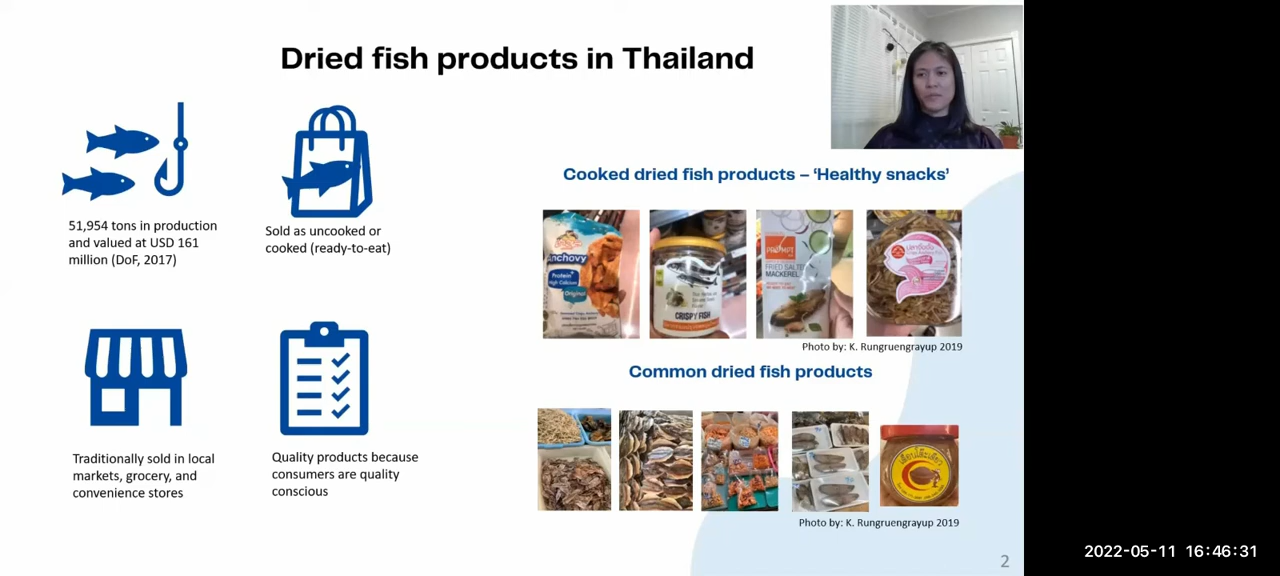 Dried fish products in Thailand
51,954 tons in production
and valued at USD 161
million (DoF, 2017)
Sold as uncooked or
cooked (ready-to-eat)
Traditionally sold in local
markets, grocery, and
convenience stores
Quality products because
consumers are quality
conscious
Cooked dried fish products – ‘Healthy snacks’
Anchovy
Protein
High Calcium
Original
CRISPY FISH
PROMPT
FRIED SALTED
MACKEREL
Photo by: K. Rungruengrayup 2019
Common dried fish products
Photo by: K. Rungruengrayup 2019
2
2022-05-11 16:46:31